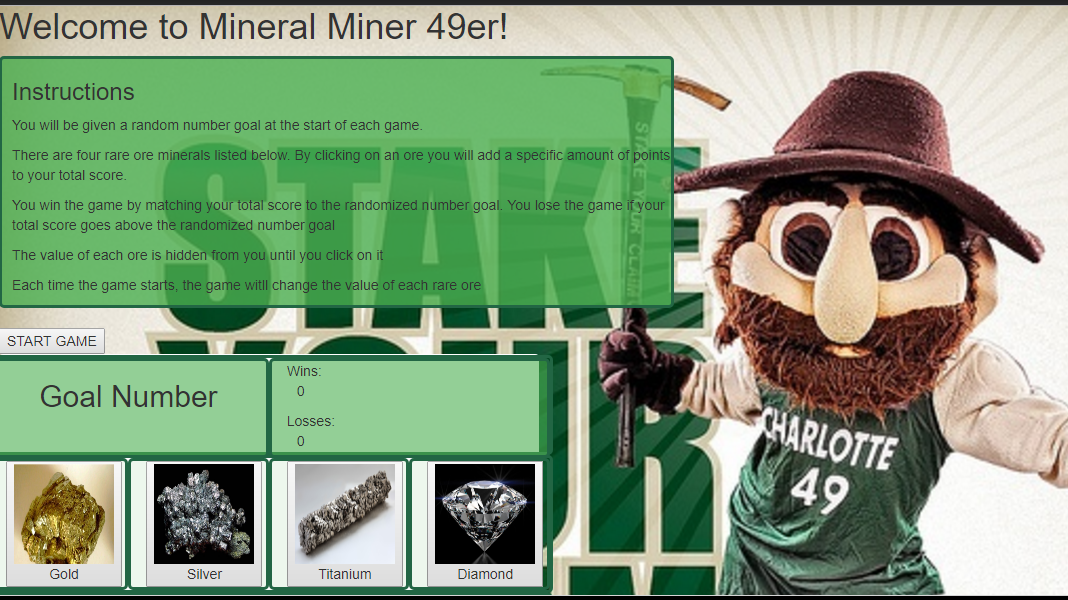 Welcome to Mineral Miner 49er!
Instructions
You will be given a random number goal at the start of each game.
There are four rare ore minerals listed below. By clicking on an ore you will add a specific amount of points
to your total score.
You win the game by matching your total score to the randomized number goal. You lose the game if your
total score goes above the randomized number goal
The value of each ore is hidden from you until you click on it
Each time the game starts, the game witll change the value of each rare ore
STAKE
YOUR
STAKE YOUR CLAIM
START GAME
Goal Number
Wins:
0
Losses:
0
CHARLOTTE
49
Gold
Silver
Titanium
Diamond